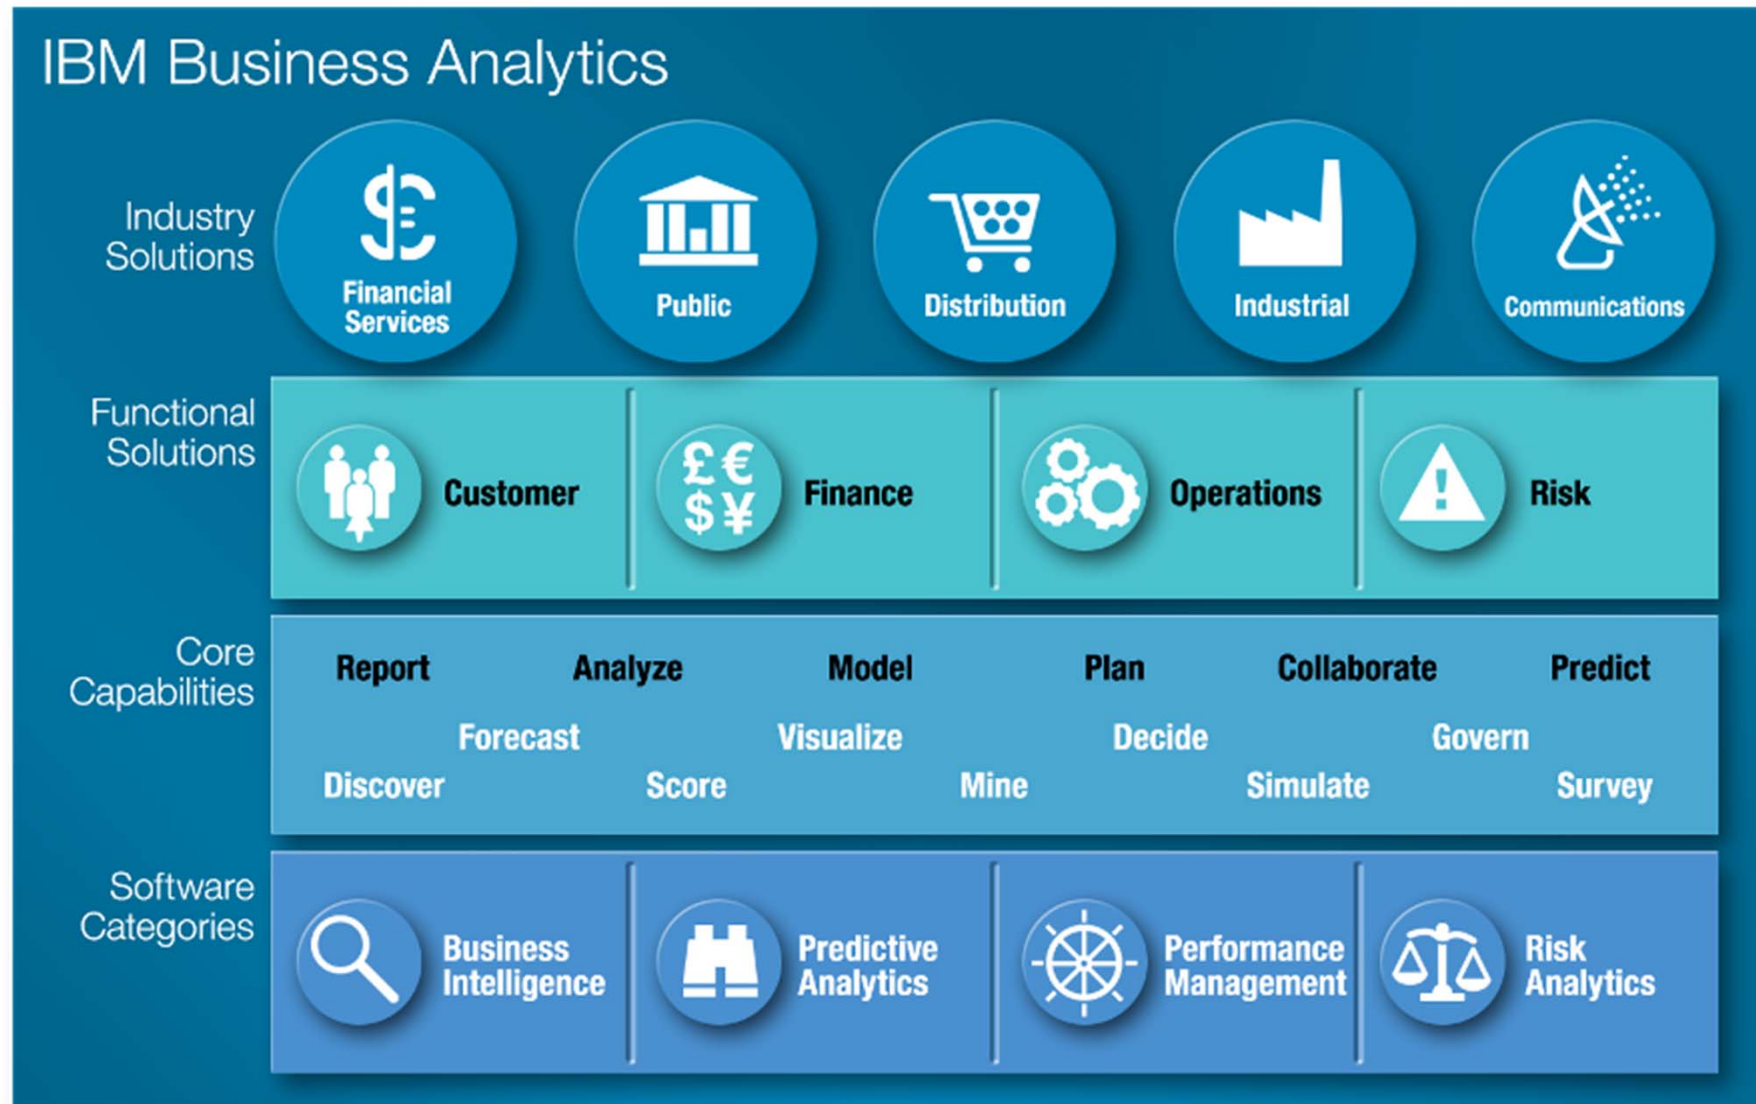 IBM Business Analytics
Industry
Solutions
Financial
Services
Public
Distribution
Industrial
Communications
Functional
Solutions
Customer
Finance
Operations
Risk
Core
Capabilities
Report Analyze Model Plan Collaborate Predict
Forecast Visualize Decide Govern
Discover Score Mine Simulate Survey
Software
Categories
Business
Intelligence
Predictive
Analytics
Performance
Management
Risk
Analytics